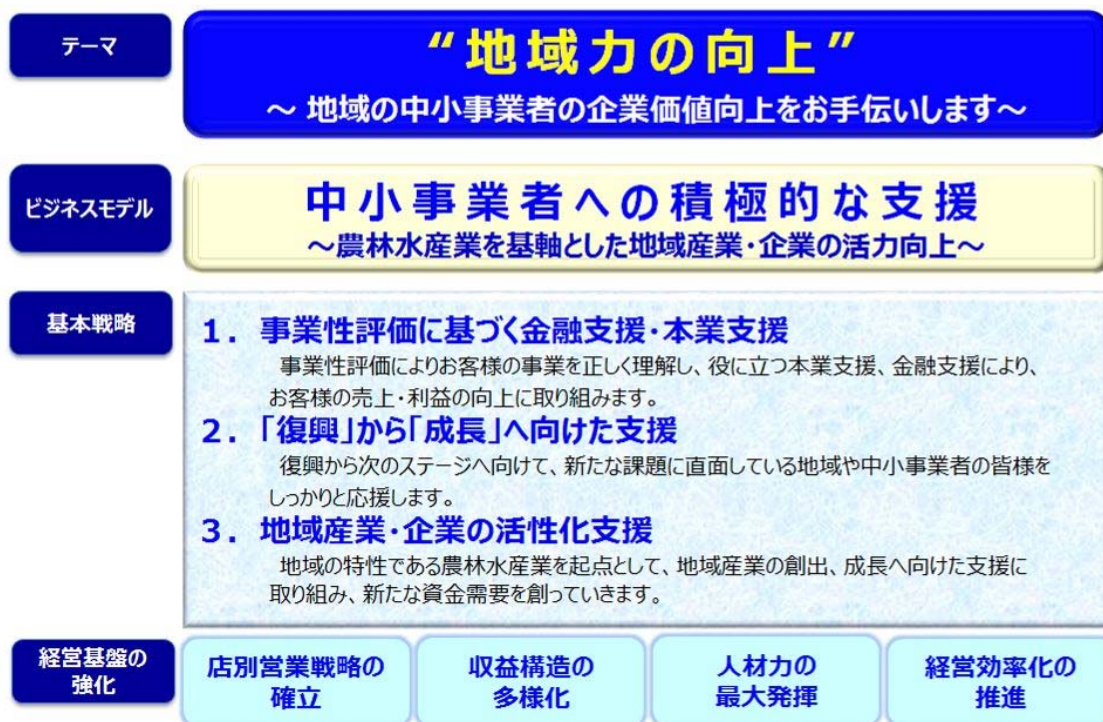 テーマ
“地域力の向上”
～ 地域の中小事業者の企業価値向上をお手伝いします～
ビジネスモデル
中小事業者への積極的な支援
～農林水産業を基軸とした地域産業・企業の活力向上～
基本戦略
１．事業性評価に基づく金融支援・本業支援
事業性評価によりお客様の事業を正しく理解し、役に立つ本業支援、金融支援により、
お客様の売上・利益の向上に取り組みます。
２．「復興」から「成長」へ向けた支援
復興から次のステージへ向けて、新たな課題に直面している地域や中小事業者の皆様を
しっかりと応援します。
３．地域産業・企業の活性化支援
地域の特性である農林水産業を起点として、地域産業の創出、成長へ向けた支援に
取り組み、新たな資金需要を創っていきます。
経営基盤の
強化
店別営業戦略の
確立
収益構造の
多様化
人材力の
最大発揮
経営効率化の
推進